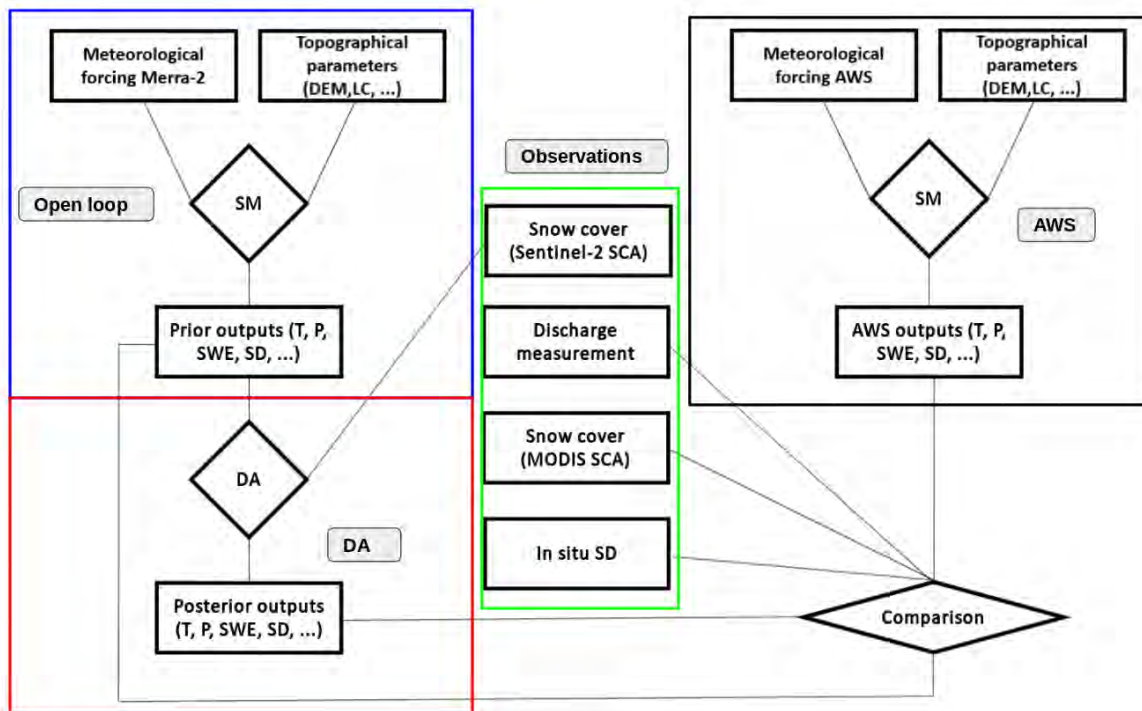 Meteorological
forcing Merra-2
Topographical
parameters
(DEM,LC, ...)
Open loop
SM
Prior outputs (T, P,
SWE, SD, ...)
DA
DA
Posterior outputs
(T, P, SWE, SD, ...)
Observations
Snow cover
(Sentinel-2 SCA)
Discharge
measurement
Snow cover
(MODIS SCA)
In situ SD
Meteorological
forcing AWS
Topographical
parameters
(DEM,LC, ...)
SM
AWS
AWS outputs (T, P,
SWE, SD, ...)
Comparison